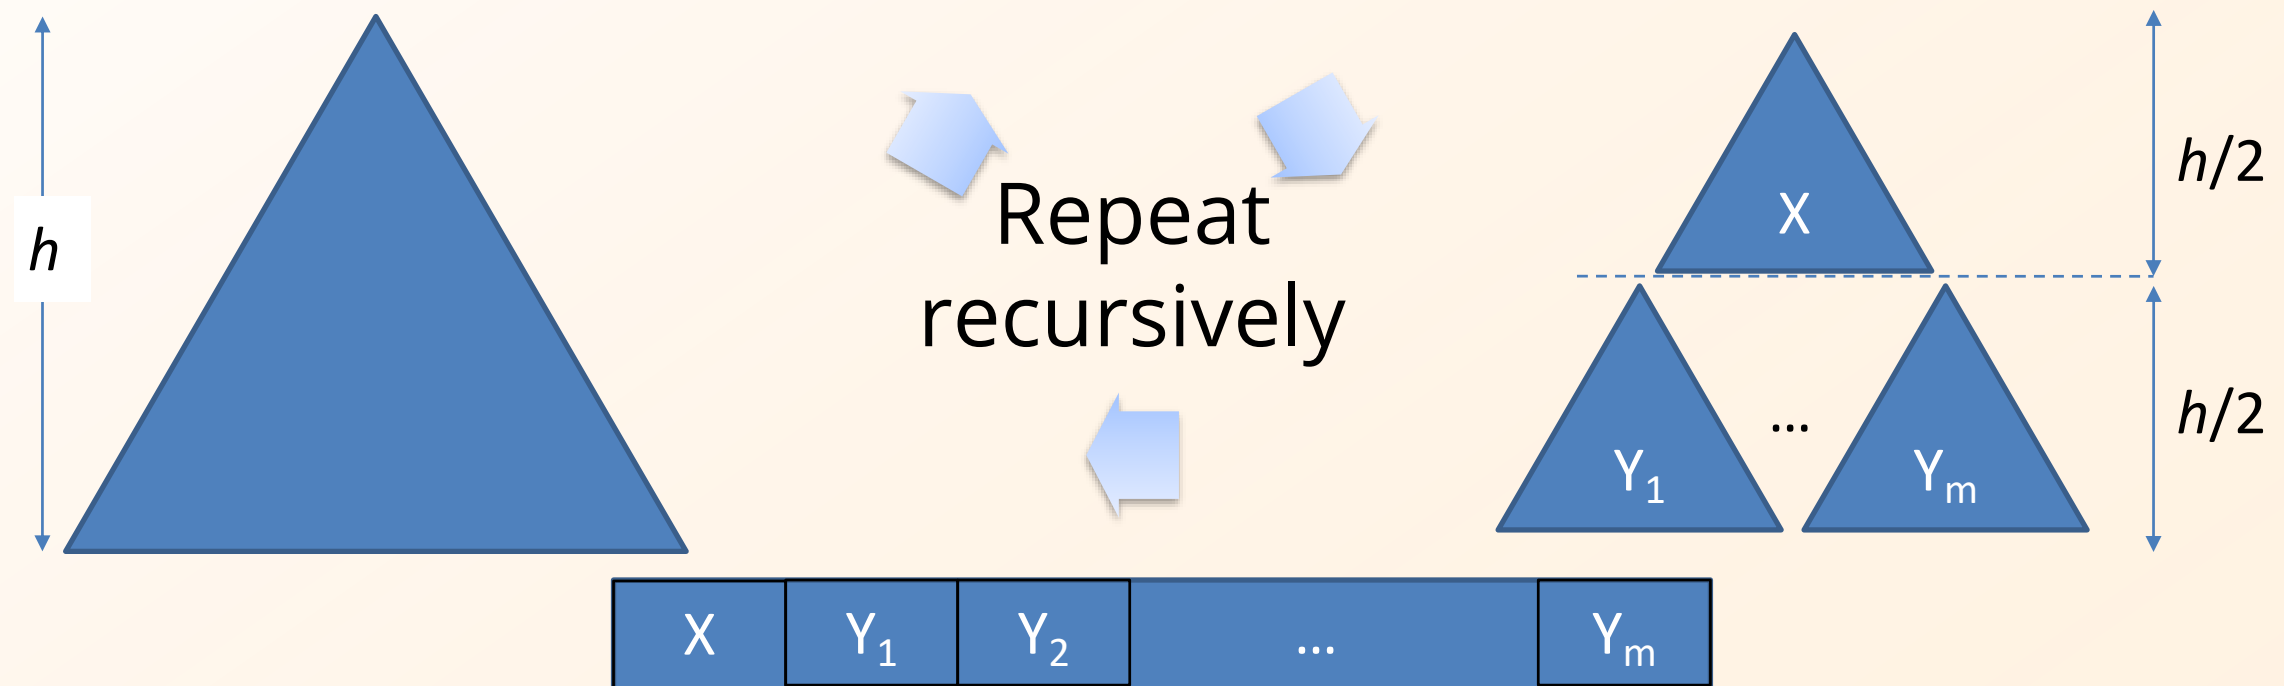 h
Repeat
recursively
X
h/2
Y₁
...
Yₘ
h/2
X
Y₁
Y₂
...
Yₘ